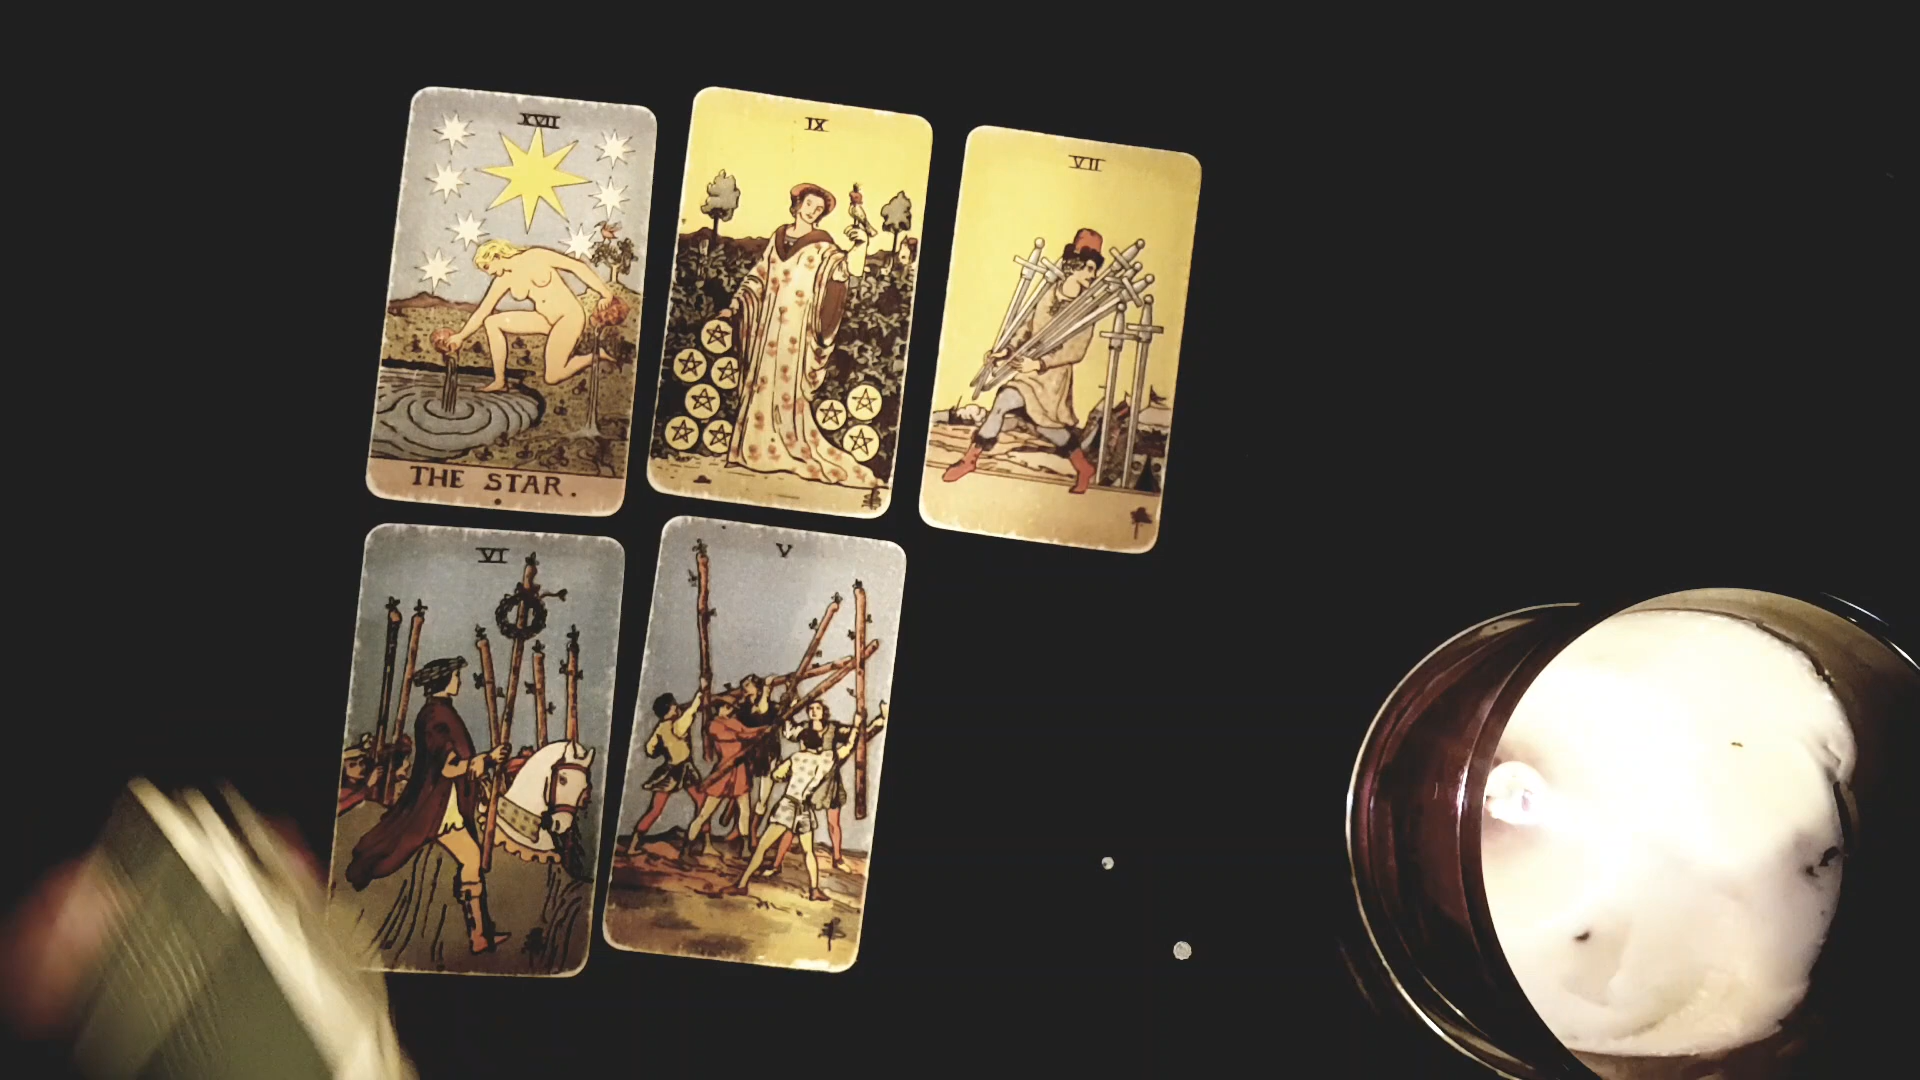 XVII
THE STAR.
IX
VII
VI
V